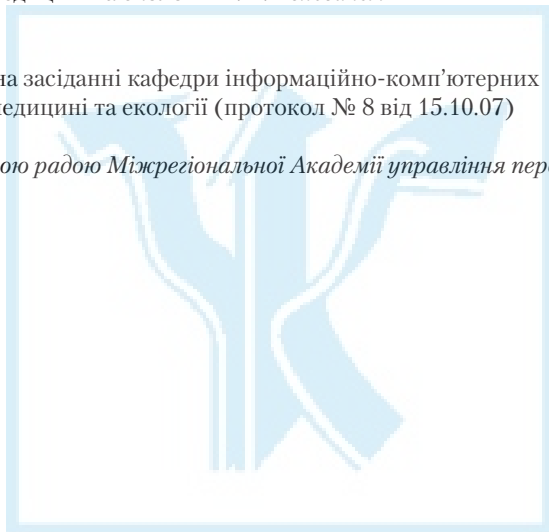 на засіданні кафедри інформаційно-комп’ютерних
медицині та екології (протокол № 8 від 15.10.07)
ою радою Міжрегіональної Академії управління пер